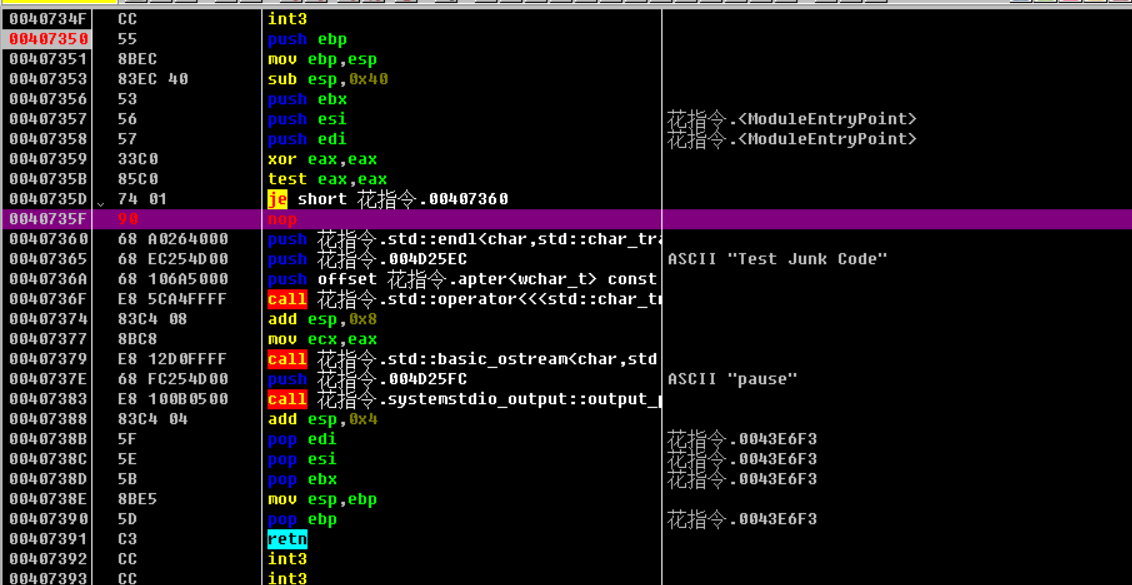 0040734F CC int3
00407350 55 push ebp
00407351 8BEC mov ebp,esp
00407353 83EC 40 sub esp,0x40
00407356 53 push ebx
00407357 56 push esi 花指令.<ModuleEntryPoint>
00407358 57 push edi 花指令.<ModuleEntryPoint>
00407359 33C0 xor eax,eax
0040735B 85C0 test eax,eax
0040735D 74 01 je short 花指令.00407360
0040735F 90 nop
00407360 68 A0264000 push 花指令.std::endl<char,std::char_tra
00407365 68 EC254D00 push 花指令.004D25EC ASCII "Test Junk Code"
0040736A 68 106A5000 push offset 花指令.apter<wchar_t> const
0040736F E8 5CA4FFFF call 花指令.std::operator<<<std::char_tr
00407374 83C4 08 add esp,0x8
00407377 8BC8 mov ecx,eax
00407379 E8 12D0FFFF call 花指令.std::basic_ostream<char,std
0040737E 68 FC254D00 push 花指令.004D25FC ASCII "pause"
00407383 E8 100B0500 call 花指令.systemstdio_output::output_p
00407388 83C4 04 add esp,0x4
0040738B 5F pop edi 花指令.0043E6F3
0040738C 5E pop esi 花指令.0043E6F3
0040738D 5B pop ebx 花指令.0043E6F3
0040738E 8BE5 mov esp,ebp
00407390 5D pop ebp 花指令.0043E6F3
00407391 C3 retn
00407392 CC int3
00407393 CC int3